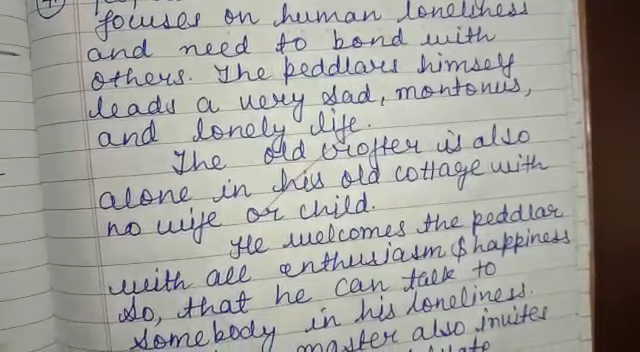 focuses on human loneliness
and need to bond with
others. The peddlars himself
leads a very sad, montonus,
and lonely life.
The old crofter is also
alone in his old cottage with
no wife or child.
He welcomes the peddlar
with all enthusiasm & happiness
so, that he can talk to
somebody in his loneliness.
master also invites